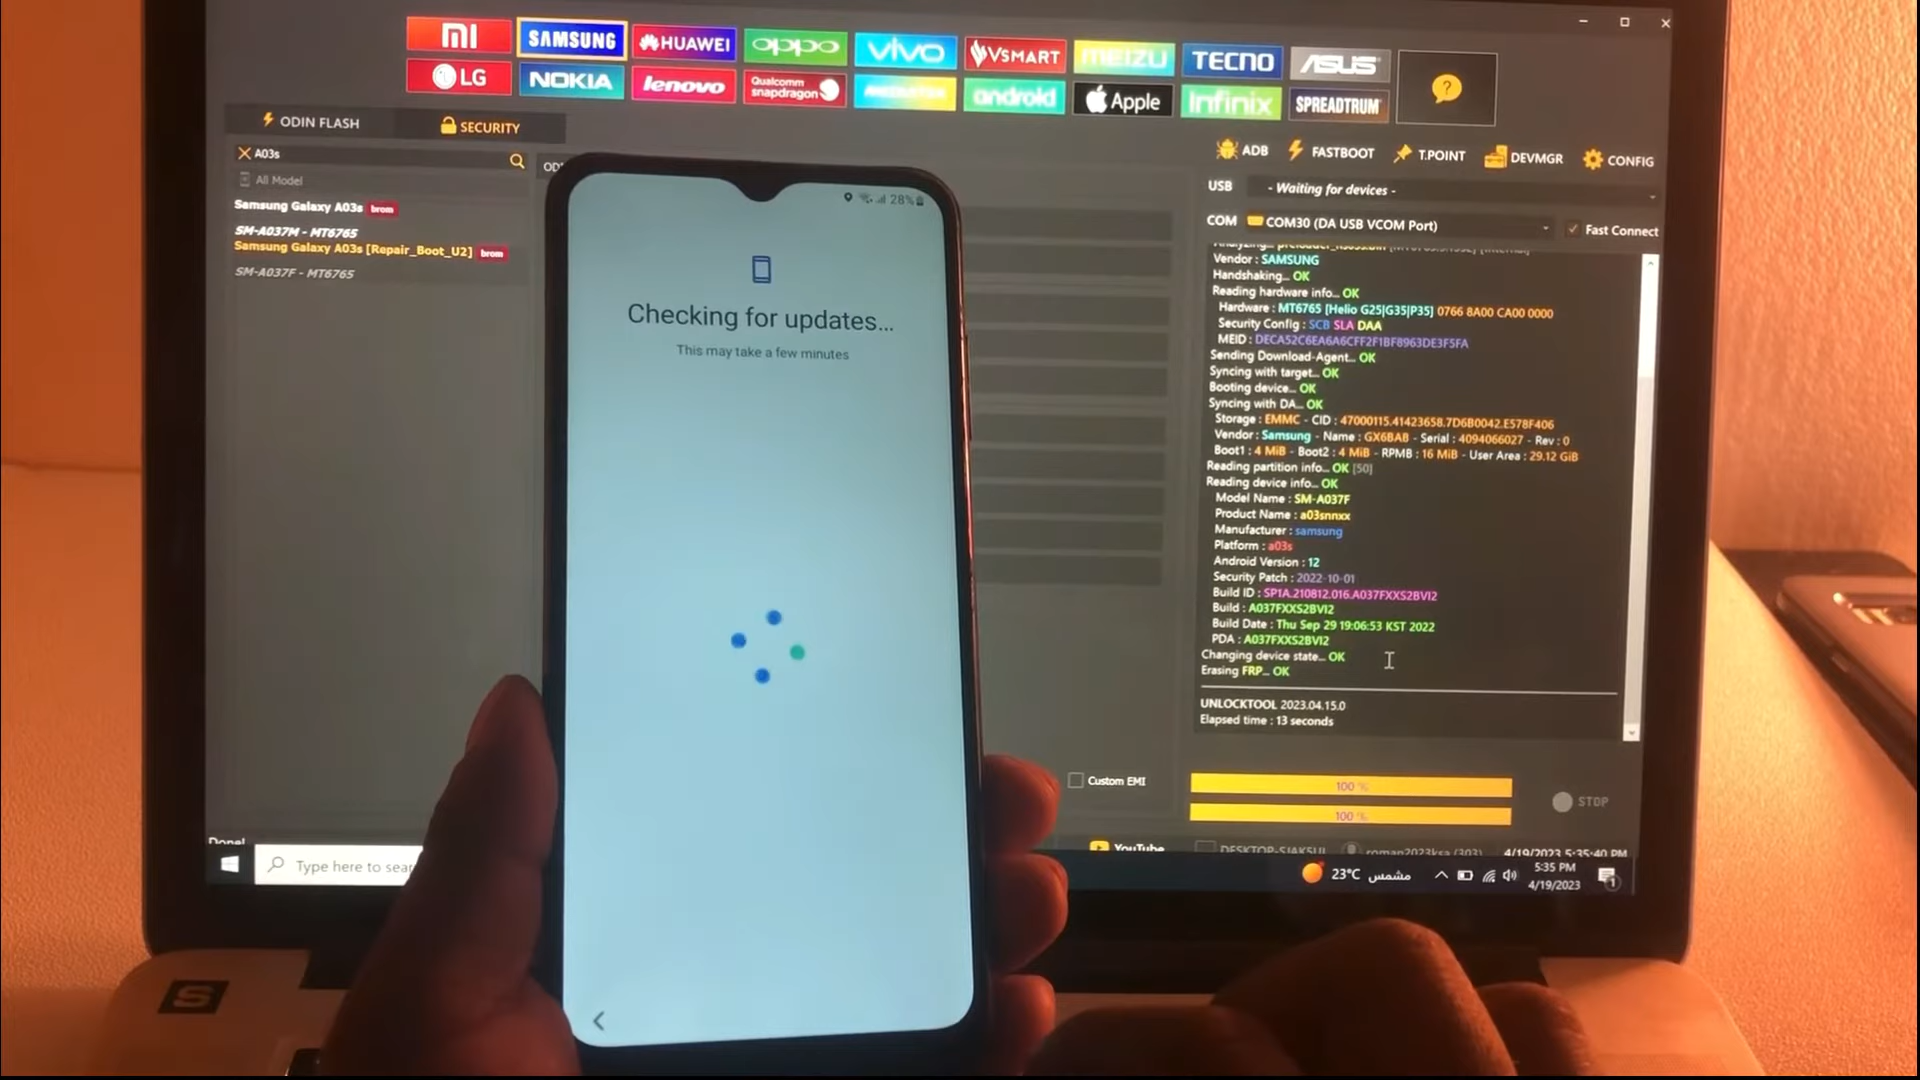 mi SAMSUNG HUAWEI oppo vivo VSMART MEIZU TECNO ASUS
LG NOKIA lenovo Qualcomm snapdragon android Apple Infinix SPREADTRUM
?
ODIN FLASH SECURITY
A03s
All Model
Samsung Galaxy A03s brom
SM-A037M - MT6765
Samsung Galaxy A03s [Repair_Boot_U2] brom
SM-A037F - MT6765
ADB FASTBOOT T.POINT DEVMGR CONFIG
USB - Waiting for devices -
COM COM30 (DA USB VCOM Port) Fast Connect
Vendor : SAMSUNG
Handshaking... OK
Reading hardware info... OK
Hardware : MT6765 [Helio G25|G35|P35] 0766 8A00 CA00 0000
Security Config : SCB SLA DAA
MEID : DECA52C6EA6A6CFF2F1BF8963DE3F5FA
Sending Download-Agent... OK
Syncing with target... OK
Booting device... OK
Syncing with DA... OK
Storage : EMMC - CID : 47000115.41423658.7D6B0042.E578F406
Vendor : Samsung - Name : GX6BAB - Serial : 4094066027 - Rev : 0
Boot1 : 4 MiB - Boot2 : 4 MiB - RPMB : 16 MiB - User Area : 29.12 GiB
Reading partition info... OK [50]
Reading device info... OK
Model Name : SM-A037F
Product Name : a03snnxx
Manufacturer : samsung
Platform : a03s
Android Version : 12
Security Patch : 2022-10-01
Build ID : SP1A.210812.016.A037FXXS2BVI2
Build : A037FXXS2BVI2
Build Date : Thu Sep 29 19:06:53 KST 2022
PDA : A037FXXS2BVI2
Changing device state... OK
Erasing FRP... OK
UNLOCKTOOL 2023.04.15.0
Elapsed time : 13 seconds
Custom EMI
100 %
100 %
STOP
Done!
YouTube roman2023ksa (303) 4/19/2023 5:35:40 PM
Type here to sear
23°C مشمس
5:35 PM
4/19/2023
1
28%
Checking for updates...
This may take a few minutes
S